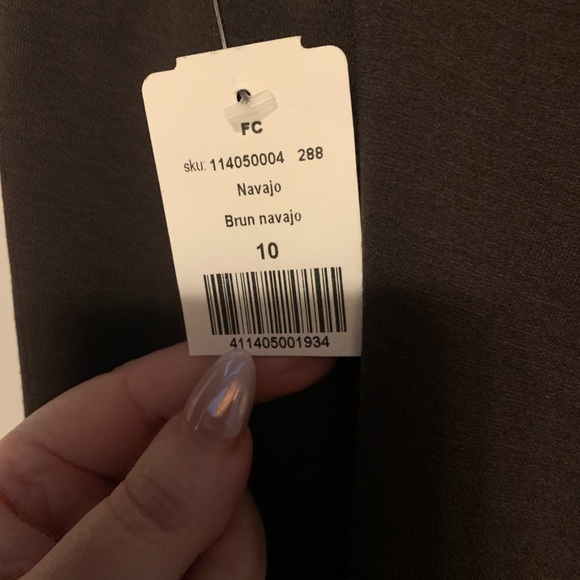 FC
sku: 114050004 288
Navajo
Brun navajo
10
411405001934